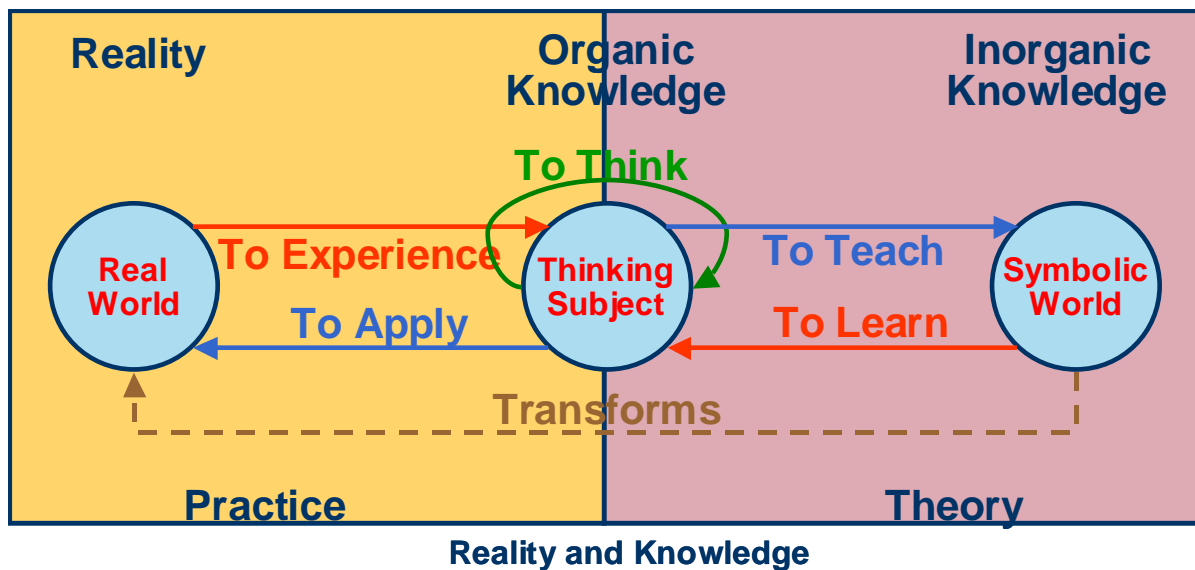 Reality
Organic
Knowledge
Inorganic
Knowledge
To Think
To Experience
To Teach
Real
World
Thinking
Subject
Symbolic
World
To Apply
To Learn
Transforms
Practice
Theory
Reality and Knowledge